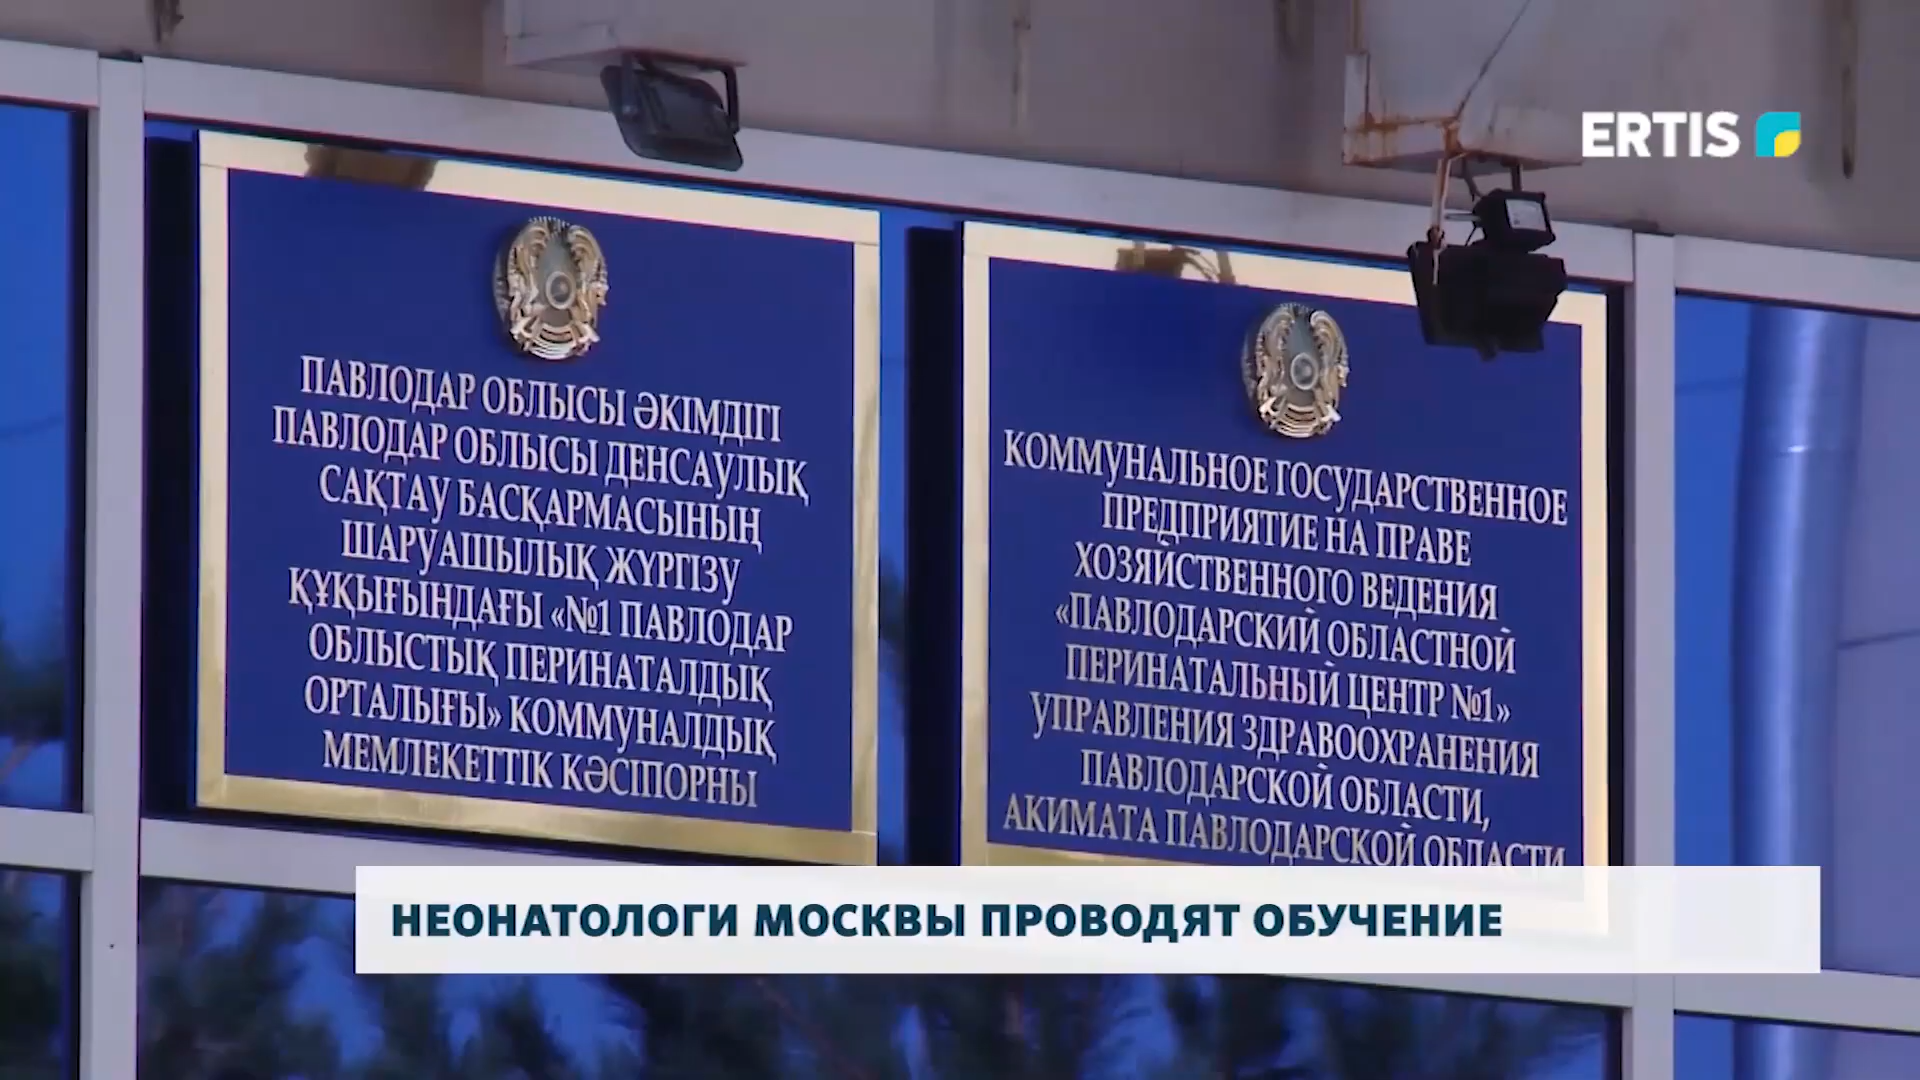 ERTIS
ПАВЛОДАР ОБЛЫСЫ ӘКІМДІГІ
ПАВЛОДАР ОБЛЫСЫ ДЕНСАУЛЫҚ
САҚТАУ БАСҚАРМАСЫНЫҢ
ШАРУАШЫЛЫҚ ЖҮРГІЗУ
ҚҰҚЫҒЫНДАҒЫ «№1 ПАВЛОДАР
ОБЛЫСТЫҚ ПЕРИНАТАЛДЫҚ
ОРТАЛЫҒЫ» КОММУНАЛДЫҚ
МЕМЛЕКЕТТІК КӘСІПОРНЫ
КОММУНАЛЬНОЕ ГОСУДАРСТВЕННОЕ
ПРЕДПРИЯТИЕ НА ПРАВЕ
ХОЗЯЙСТВЕННОГО ВЕДЕНИЯ
«ПАВЛОДАРСКИЙ ОБЛАСТНОЙ
ПЕРИНАТАЛЬНЫЙ ЦЕНТР №1»
УПРАВЛЕНИЯ ЗДРАВООХРАНЕНИЯ
ПАВЛОДАРСКОЙ ОБЛАСТИ,
АКИМАТА ПАВЛОДАРСКОЙ ОБЛАСТИ
НЕОНАТОЛОГИ МОСКВЫ ПРОВОДЯТ ОБУЧЕНИЕ